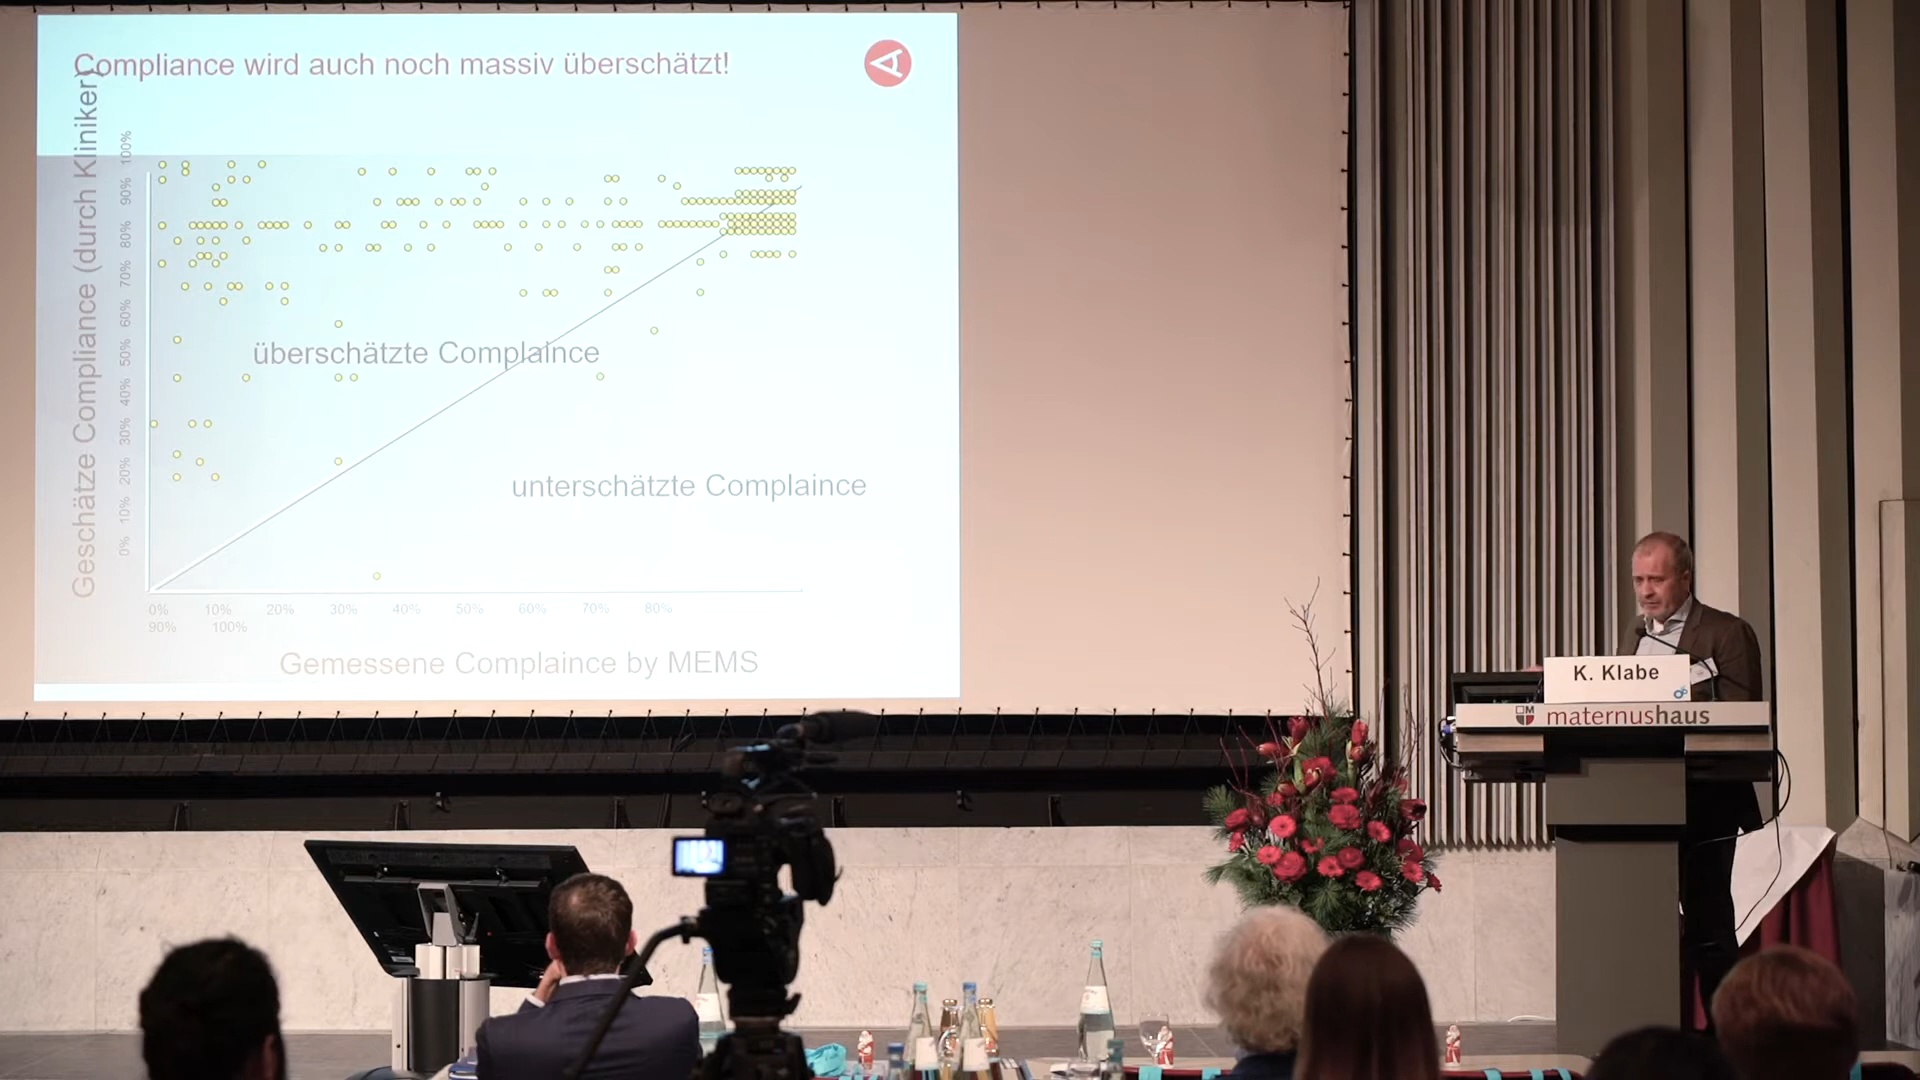 Compliance wird auch noch massiv überschätzt!
Geschätze Compliance (durch Kliniker)
100%
90%
80%
70%
60%
50%
40%
30%
20%
10%
0%
überschätzte Complaince
unterschätzte Complaince
0% 10% 20% 30% 40% 50% 60% 70% 80%
90% 100%
Gemessene Complaince by MEMS
K. Klabe
M maternushaus